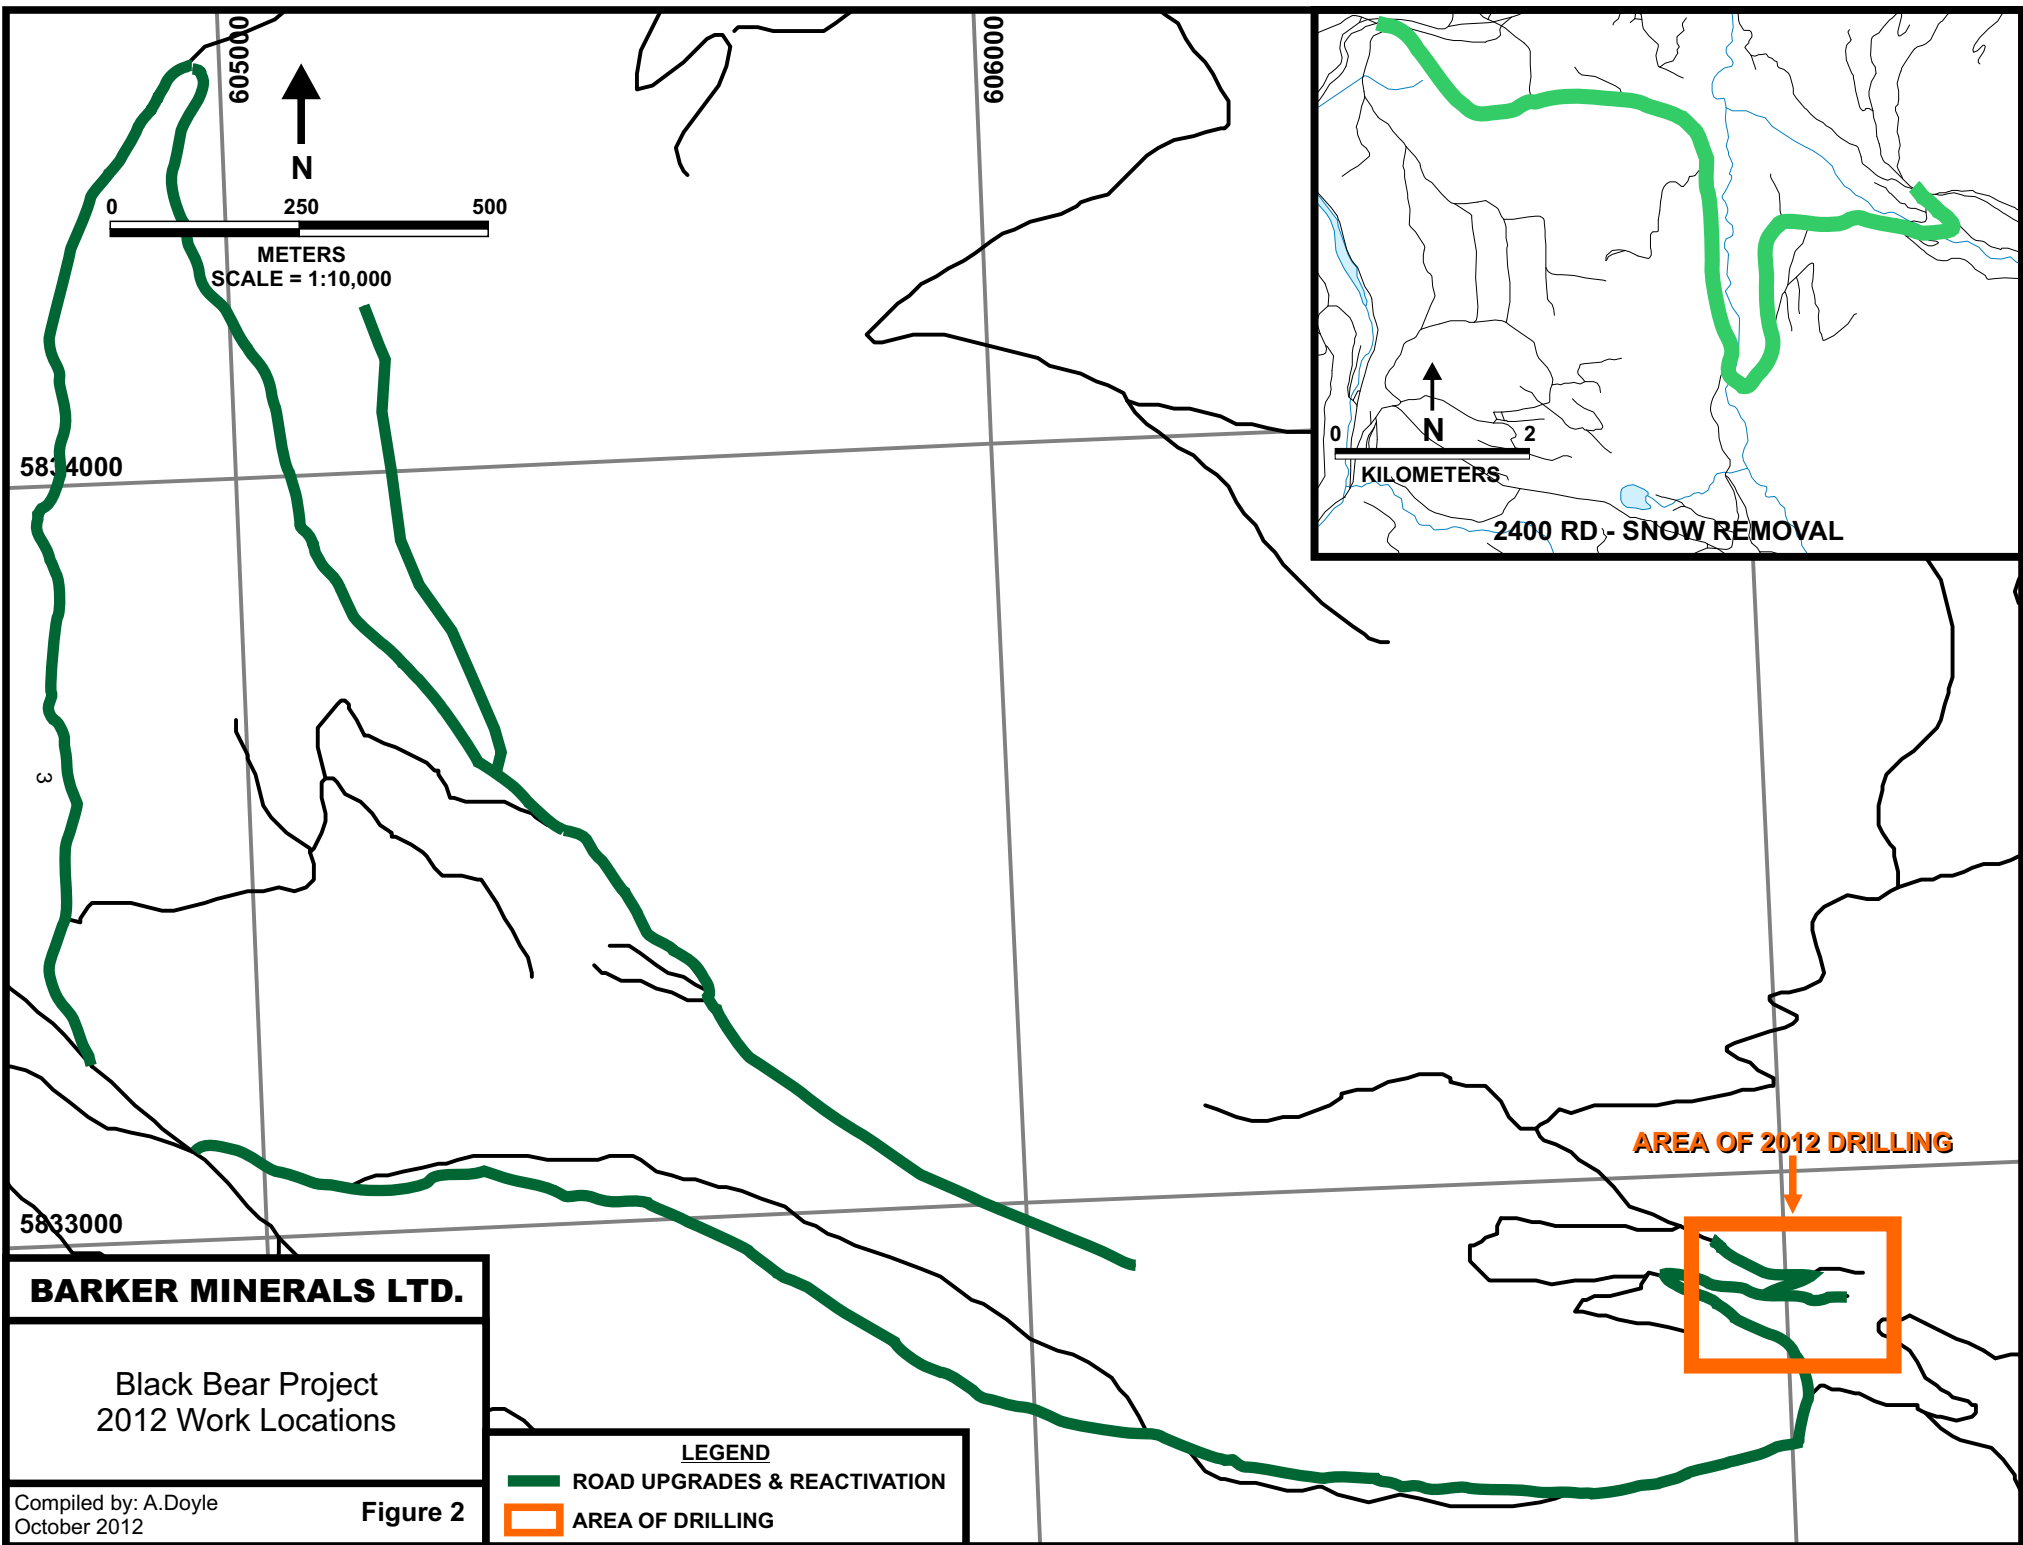 605000
606000
N
0 250 500
METERS
SCALE = 1:10,000
0 N 2
KILOMETERS
2400 RD - SNOW REMOVAL
5834000
3
AREA OF 2012 DRILLING
5833000
BARKER MINERALS LTD.
Black Bear Project
2012 Work Locations
Compiled by: A.Doyle
October 2012
Figure 2
LEGEND
ROAD UPGRADES & REACTIVATION
AREA OF DRILLING